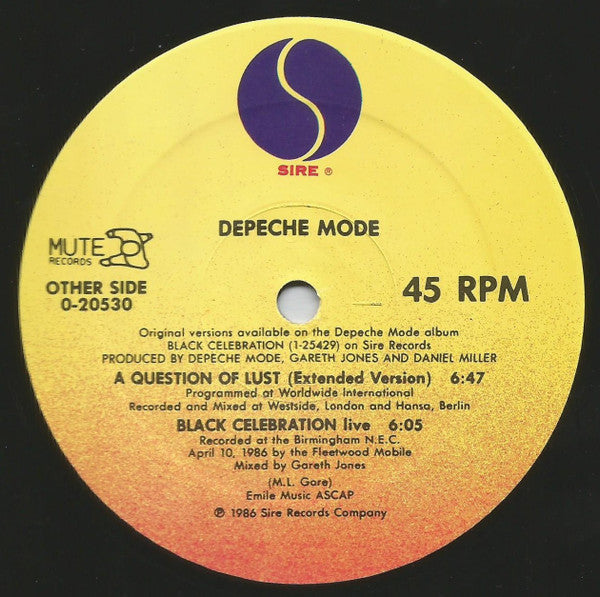 SIRE ®
DEPECHE MODE
MUTE
RECORDS
OTHER SIDE
0-20530
45 RPM
Original versions available on the Depeche Mode album
BLACK CELEBRATION (1-25429) on Sire Records
PRODUCED BY DEPECHE MODE, GARETH JONES AND DANIEL MILLER
A QUESTION OF LUST (Extended Version) 6:47
Programmed at Worldwide International
Recorded and Mixed at Westside, London and Hansa, Berlin
BLACK CELEBRATION live 6:05
Recorded at the Birmingham N.E.C.
April 10, 1986 by the Fleetwood Mobile
Mixed by Gareth Jones
(M.L. Gore)
Emile Music ASCAP
℗ 1986 Sire Records Company